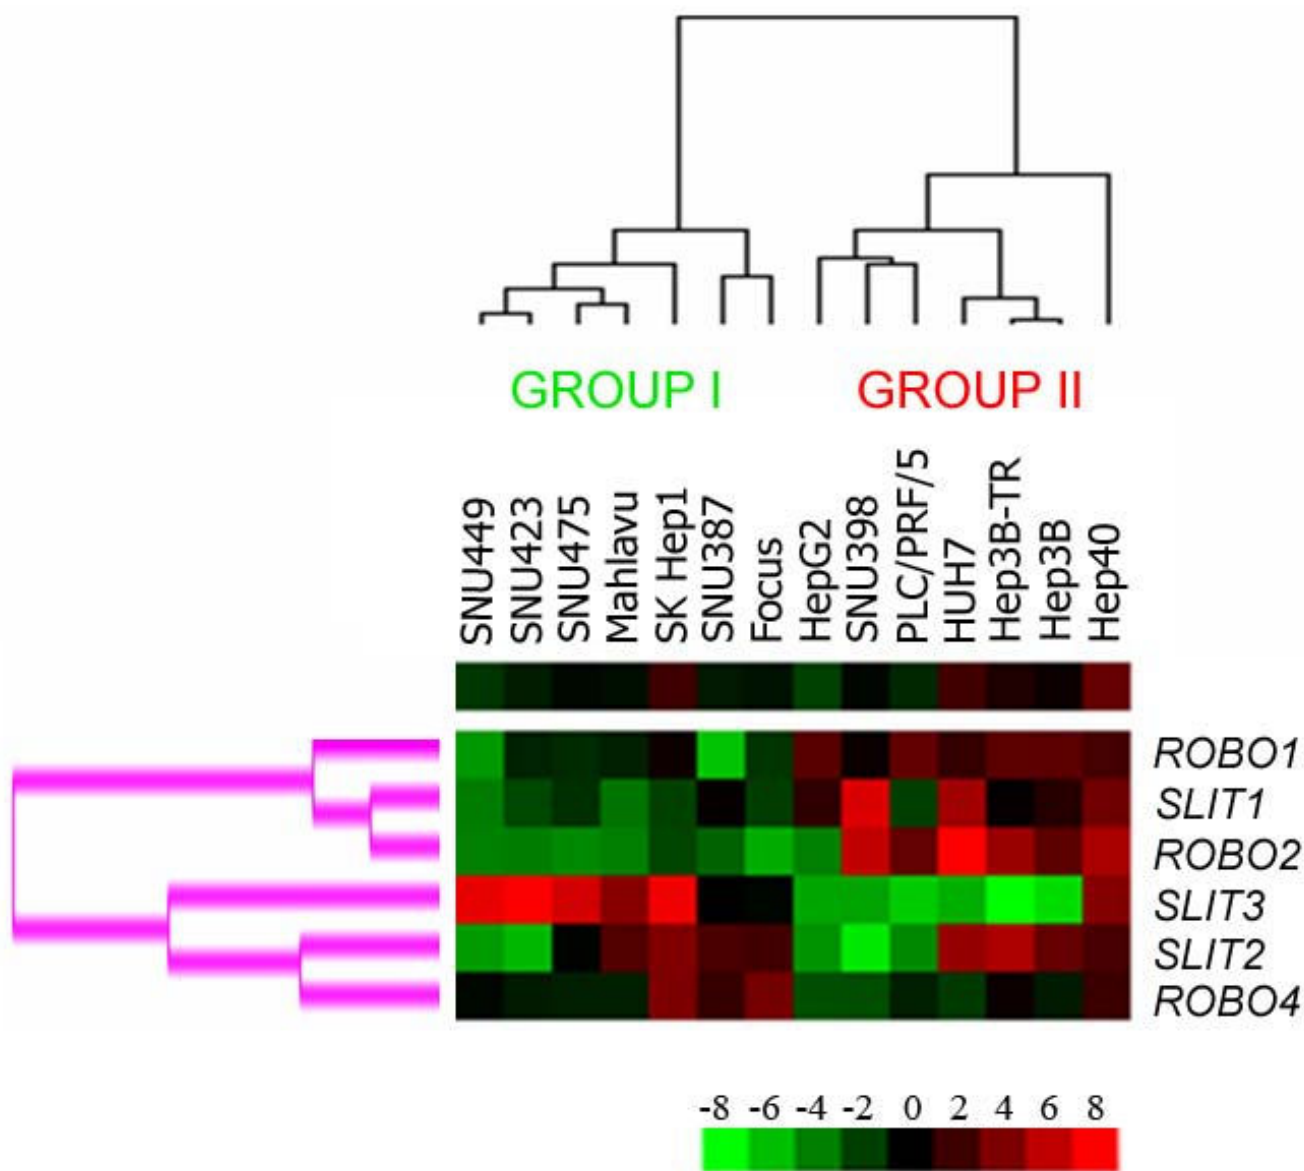 GROUP I GROUP II
SNU449 SNU423 SNU475 Mahlavu SK Hep1 SNU387 Focus HepG2 SNU398 PLC/PRF/5 HUH7 Hep3B-TR Hep3B Hep40
ROBO1
SLIT1
ROBO2
SLIT3
SLIT2
ROBO4
-8 -6 -4 -2 0 2 4 6 8